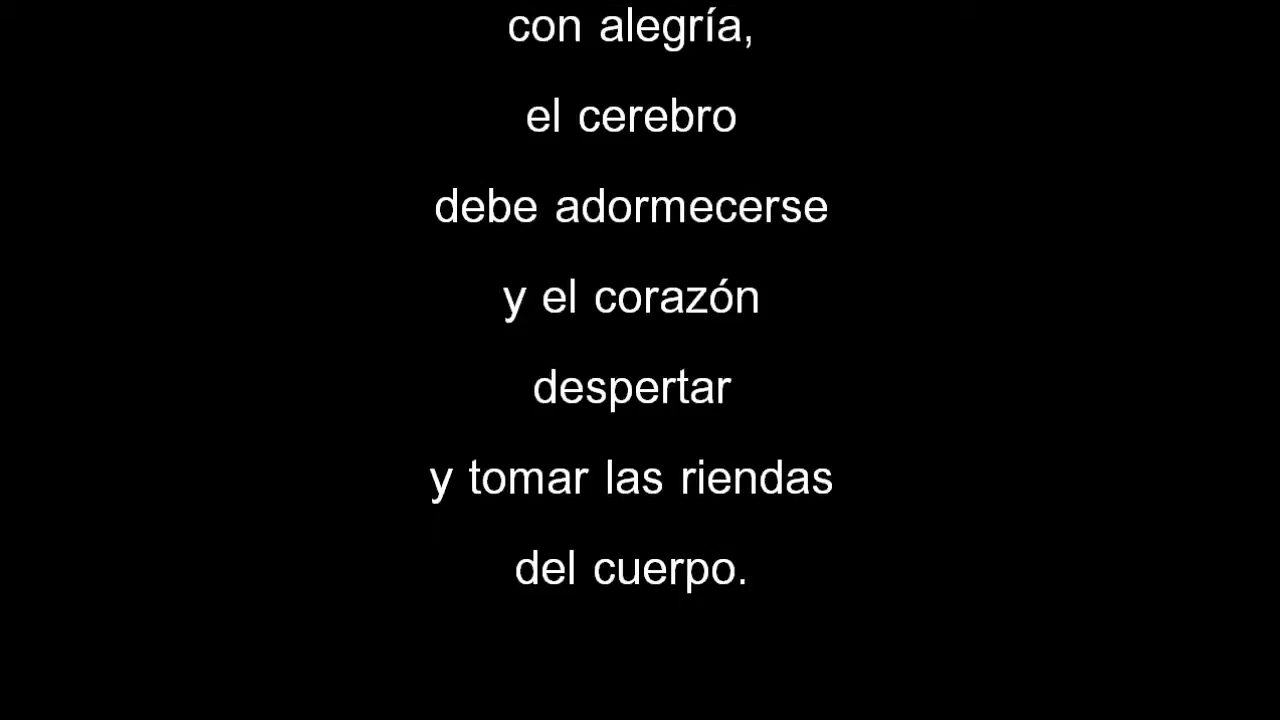 con alegría,
el cerebro
debe adormecerse
y el corazón
despertar
y tomar las riendas
del cuerpo.